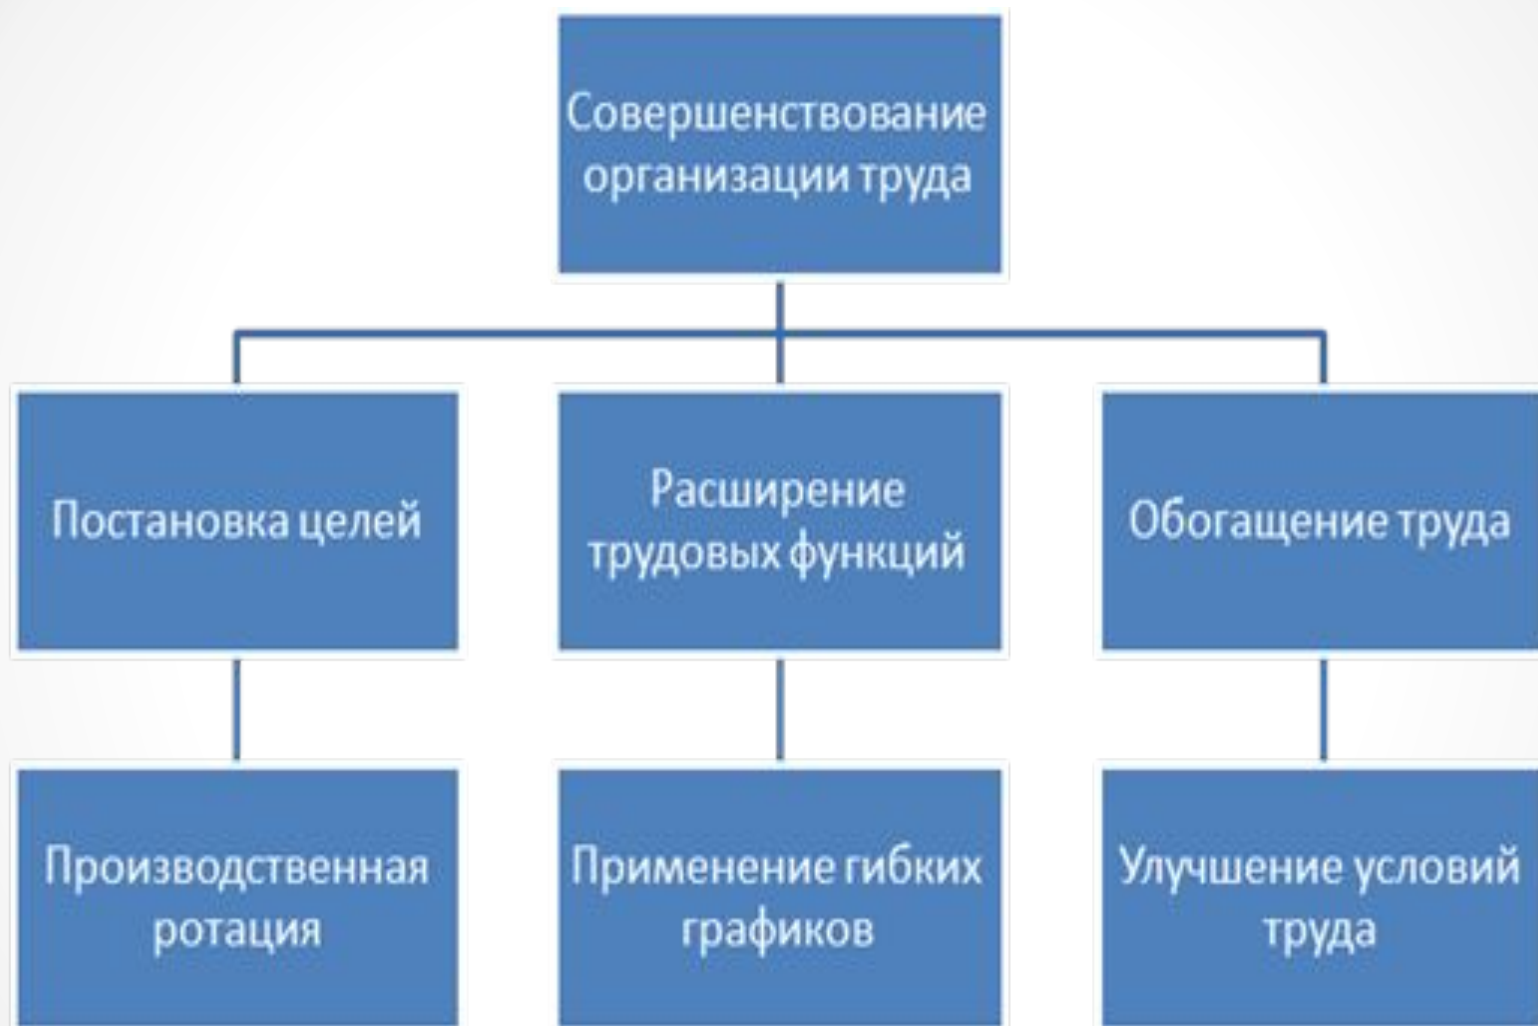 Совершенствование
организации труда
Постановка целей
Расширение
трудовых функций
Обогащение труда
Производственная
ротация
Применение гибких
графиков
Улучшение условий
труда